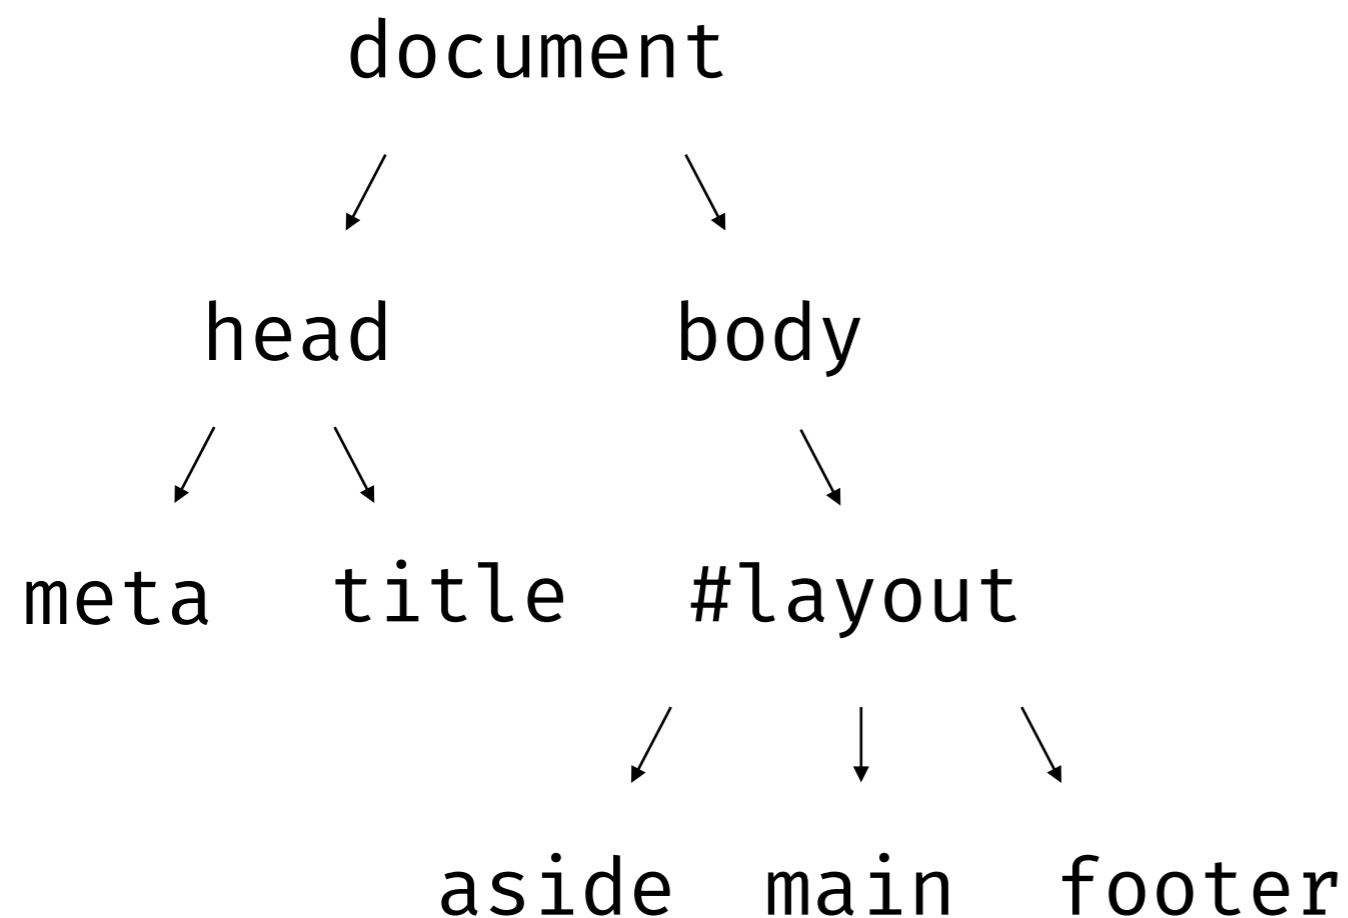 document
head body
meta title #layout
aside main footer